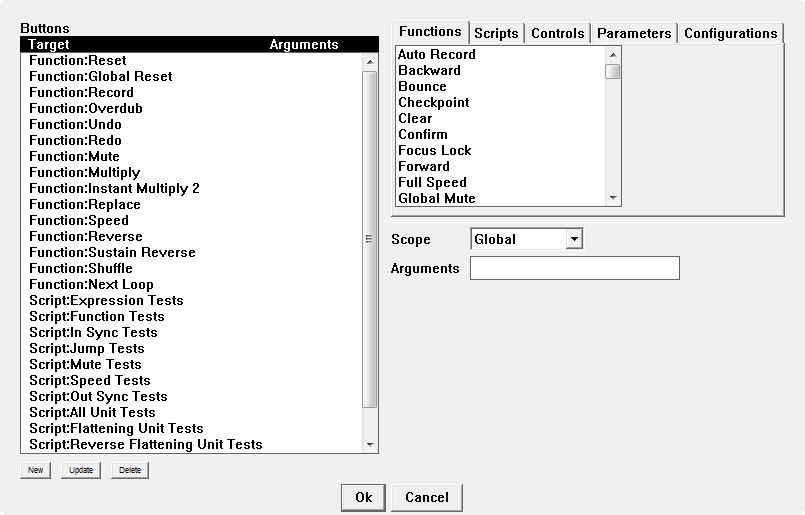 Buttons
Target Arguments
Function:Reset
Function:Global Reset
Function:Record
Function:Overdub
Function:Undo
Function:Redo
Function:Mute
Function:Multiply
Function:Instant Multiply 2
Function:Replace
Function:Speed
Function:Reverse
Function:Sustain Reverse
Function:Shuffle
Function:Next Loop
Script:Expression Tests
Script:Function Tests
Script:In Sync Tests
Script:Jump Tests
Script:Mute Tests
Script:Speed Tests
Script:Out Sync Tests
Script:All Unit Tests
Script:Flattening Unit Tests
Script:Reverse Flattening Unit Tests
New Update Delete
Functions Scripts Controls Parameters Configurations
Auto Record
Backward
Bounce
Checkpoint
Clear
Confirm
Focus Lock
Forward
Full Speed
Global Mute
Scope Global
Arguments
Ok Cancel